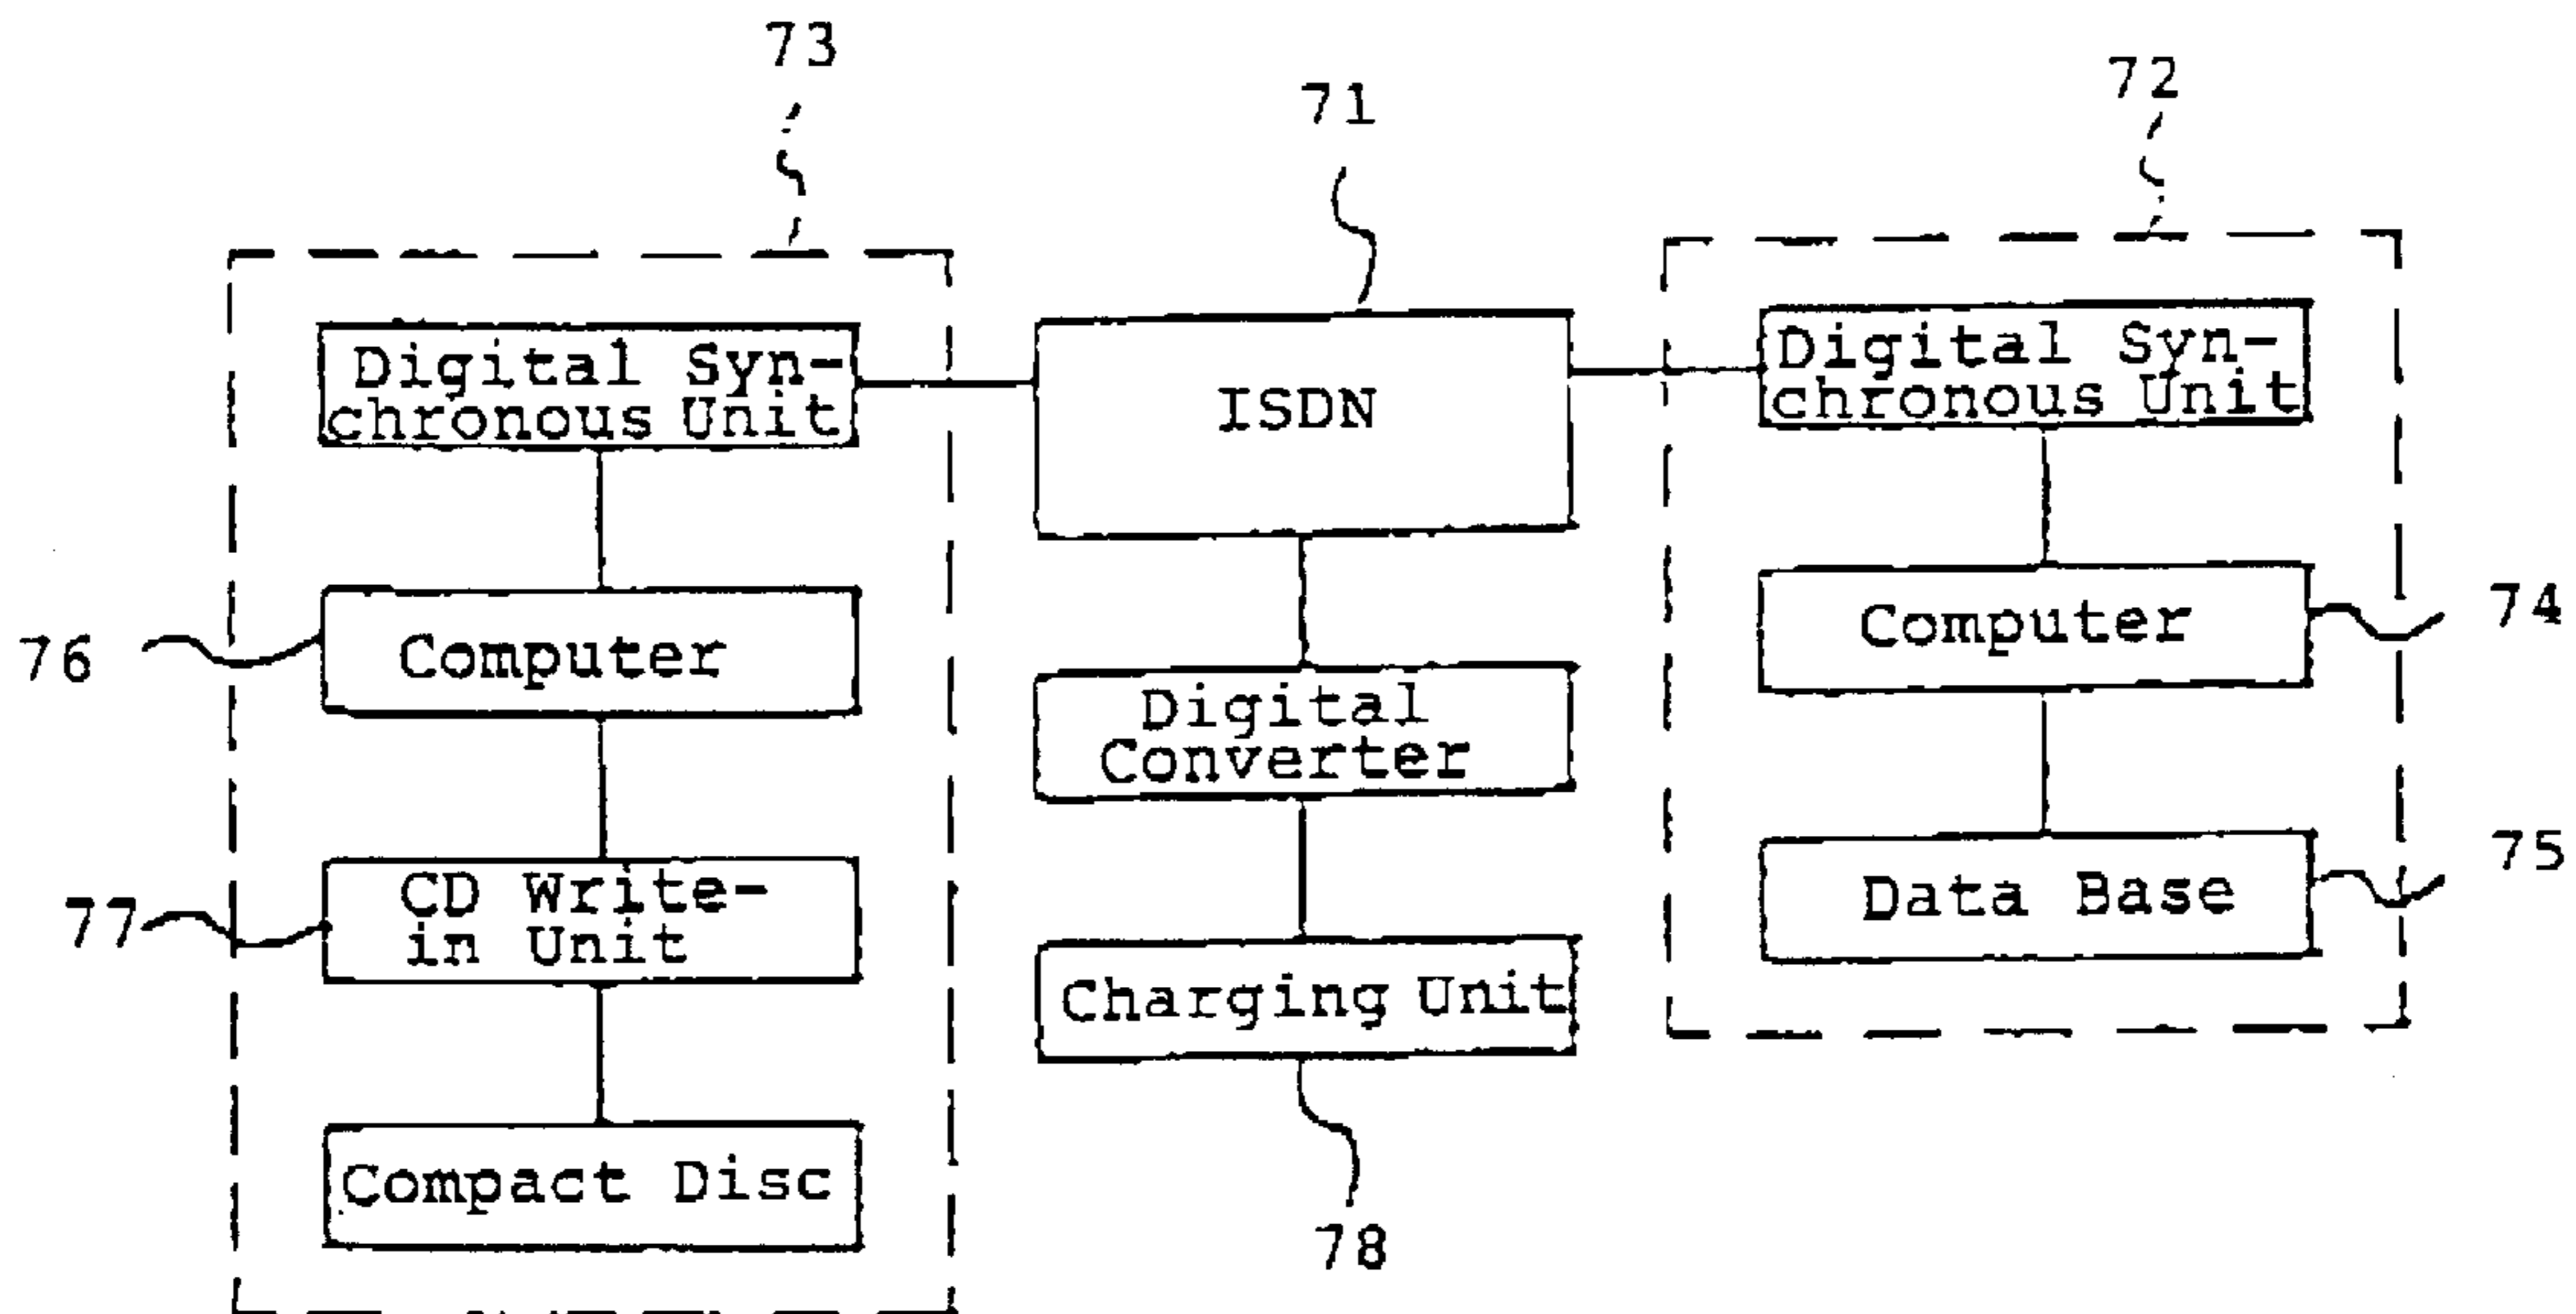 73
71
72
Digital Syn-
chronous Unit
ISDN
Digital Syn-
chronous Unit
76
Computer
Digital
Converter
Computer
74
77
CD Write-
in Unit
Charging Unit
Data Base
75
Compact Disc
78